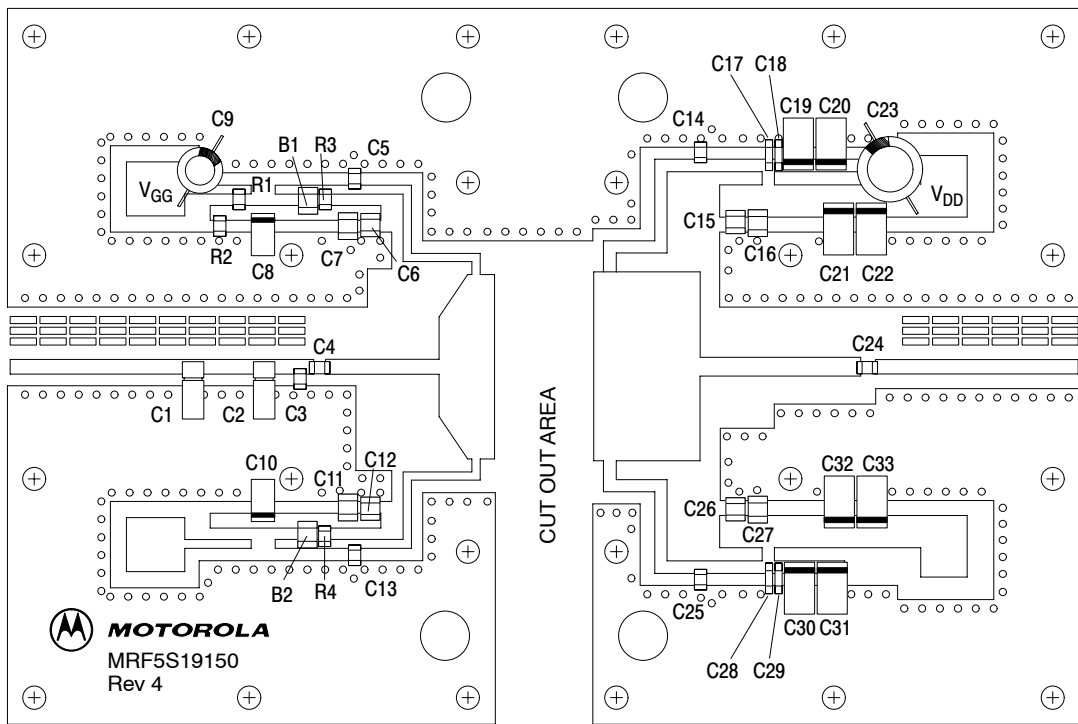 C17 C18
C19 C20 C23
C9
C14
C5
B1 R3
R1
VGG
VDD
R2
C8
C7
C6
C15
C16
C21 C22
C4
C24
C1
C2
C3
CUT OUT AREA
C10
C11
C12
C32 C33
C26
C27
B2
R4
C13
C25
C30 C31
C28
C29
MOTOROLA
MRF5S19150
Rev 4